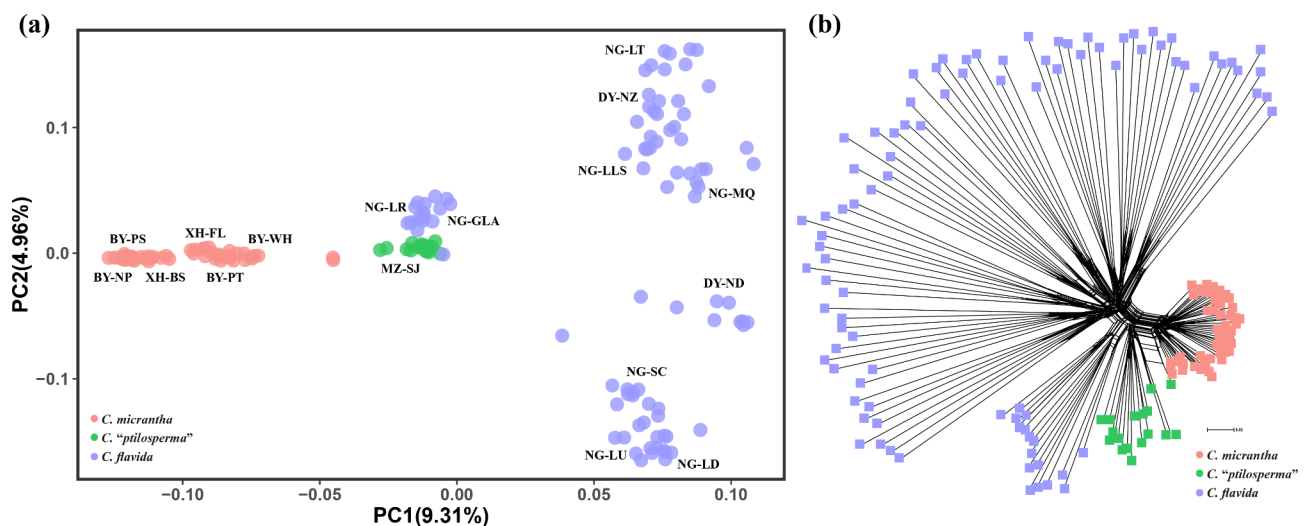 (a)
(b)
PC2(4.96%)
0.1
0.0
−0.1
NG-LT
DY-NZ
NG-LLS
NG-MQ
NG-LR
NG-GLA
MZ-SJ
XH-FL
BY-PS
BY-WH
BY-NP
XH-BS
BY-PT
DY-ND
NG-SC
NG-LU
NG-LD
C. micrantha
C. “ptilosperma”
C. flavida
−0.10
−0.05
0.00
0.05
0.10
PC1(9.31%)
C. micrantha
C. “ptilosperma”
C. flavida